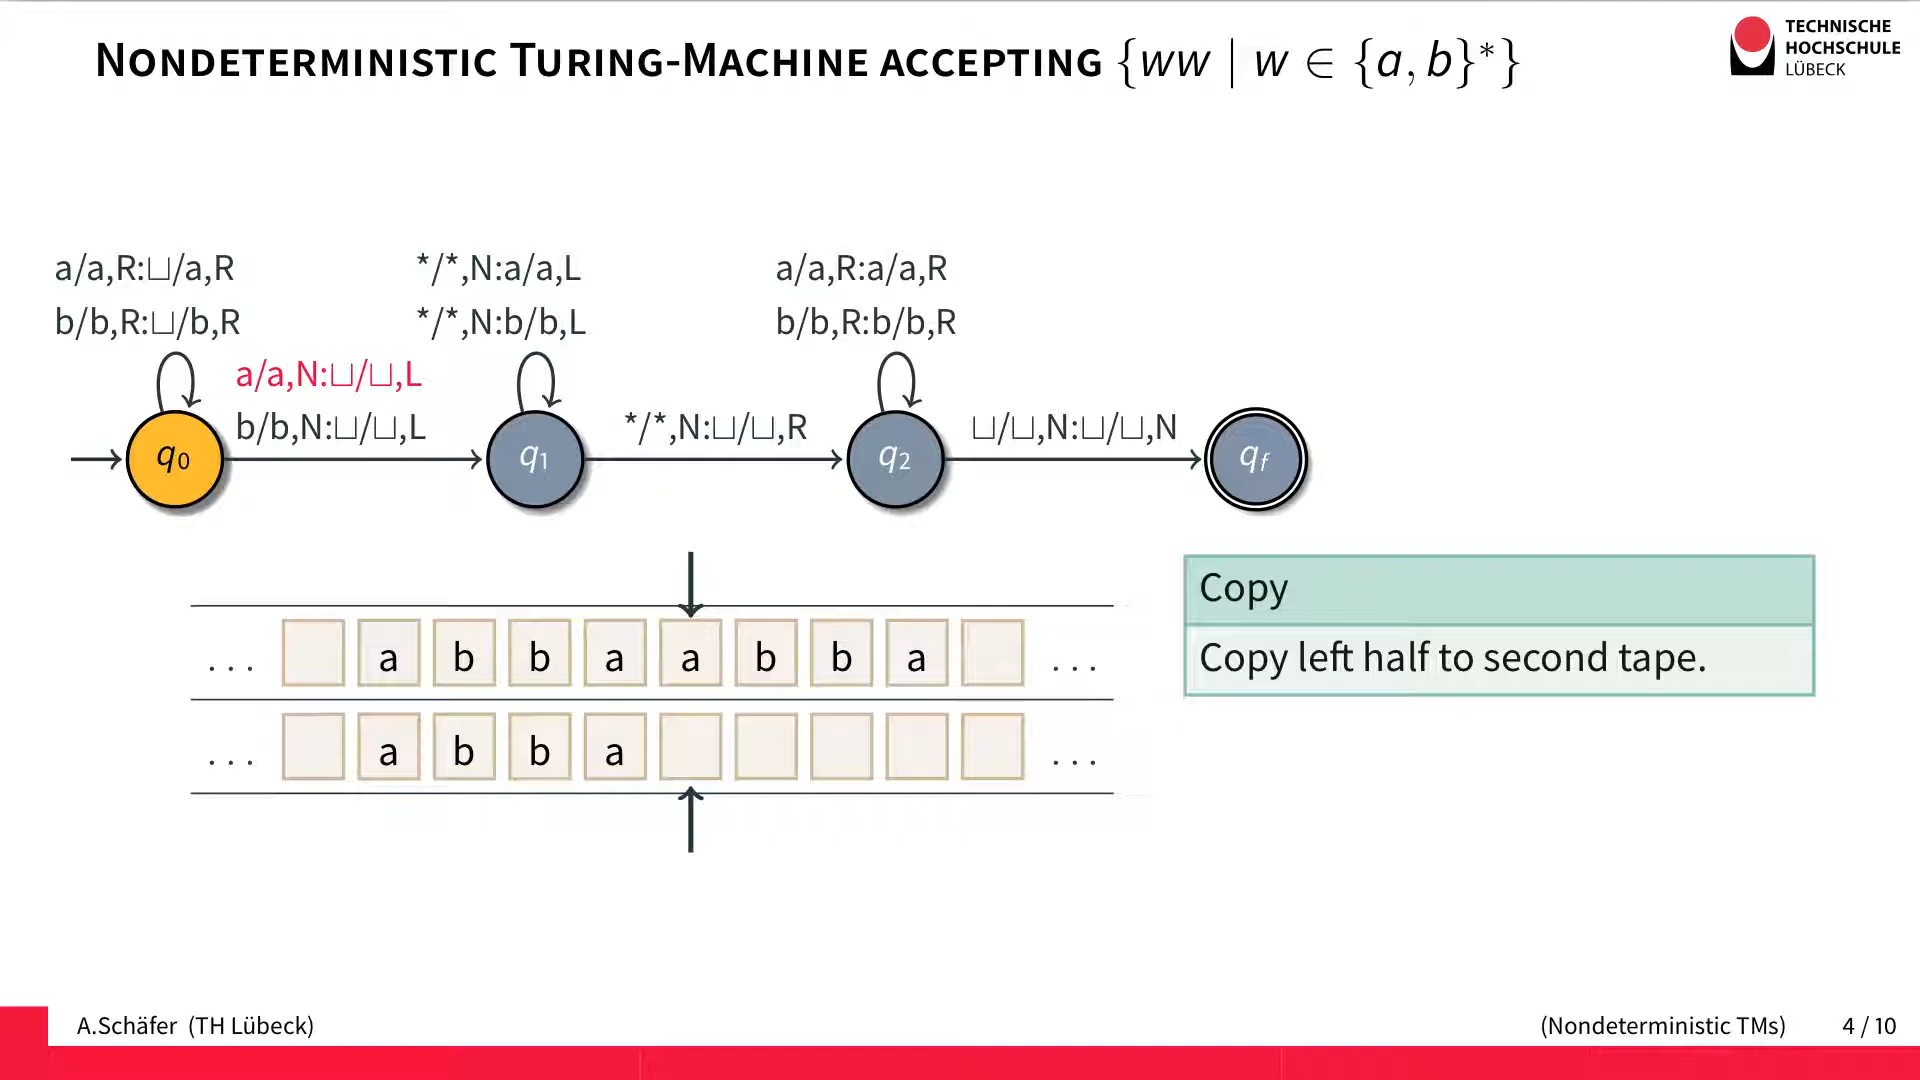 NONDETERMINISTIC TURING-MACHINE ACCEPTING {ww | w ∈ {a, b}*}
TECHNISCHE
HOCHSCHULE
LÜBECK
a/a,R:⊔/a,R
b/b,R:⊔/b,R
*/*,N:a/a,L
*/*,N:b/b,L
a/a,R:a/a,R
b/b,R:b/b,R
a/a,N:⊔/⊔,L
b/b,N:⊔/⊔,L
*/*,N:⊔/⊔,R
⊔/⊔,N:⊔/⊔,N
q0 q1 q2 qf
... a b b a a b b a ...
... a b b a ...
Copy
Copy left half to second tape.
A.Schäfer (TH Lübeck)
(Nondeterministic TMs) 4 / 10